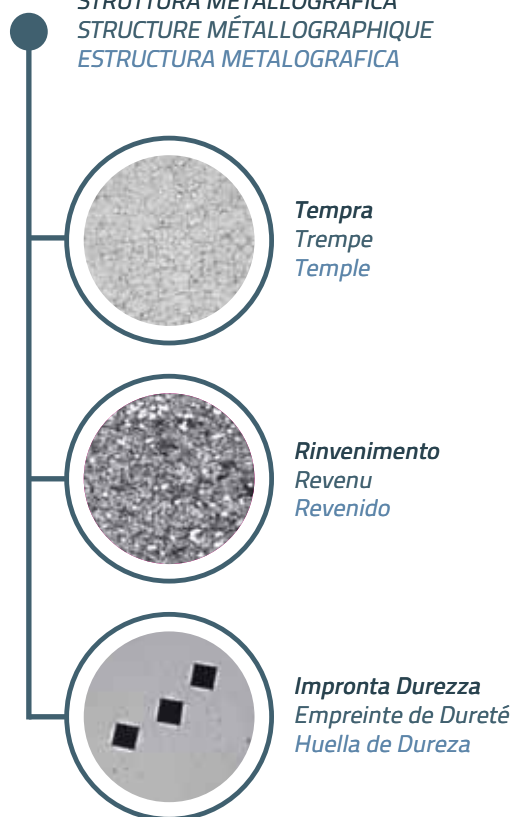 STRUTTURA METALLOGRAFICA
STRUCTURE MÉTALLOGRAPHIQUE
ESTRUCTURA METALOGRAFICA
Tempra
Trempe
Temple
Rinvenimento
Revenu
Revenido
Impronta Durezza
Empreinte de Dureté
Huella de Dureza